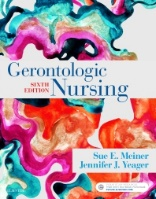 Gerontologic
SIXTH
EDITION
Nursing
Sue E. Meiner
Jennifer J. Yeager